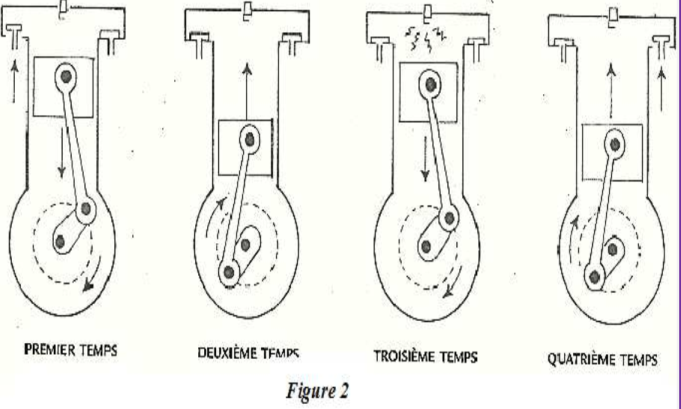 PREMIER TEMPS
DEUXIÈME TEMPS
TROISIÈME TEMPS
QUATRIÈME TEMPS
Figure 2